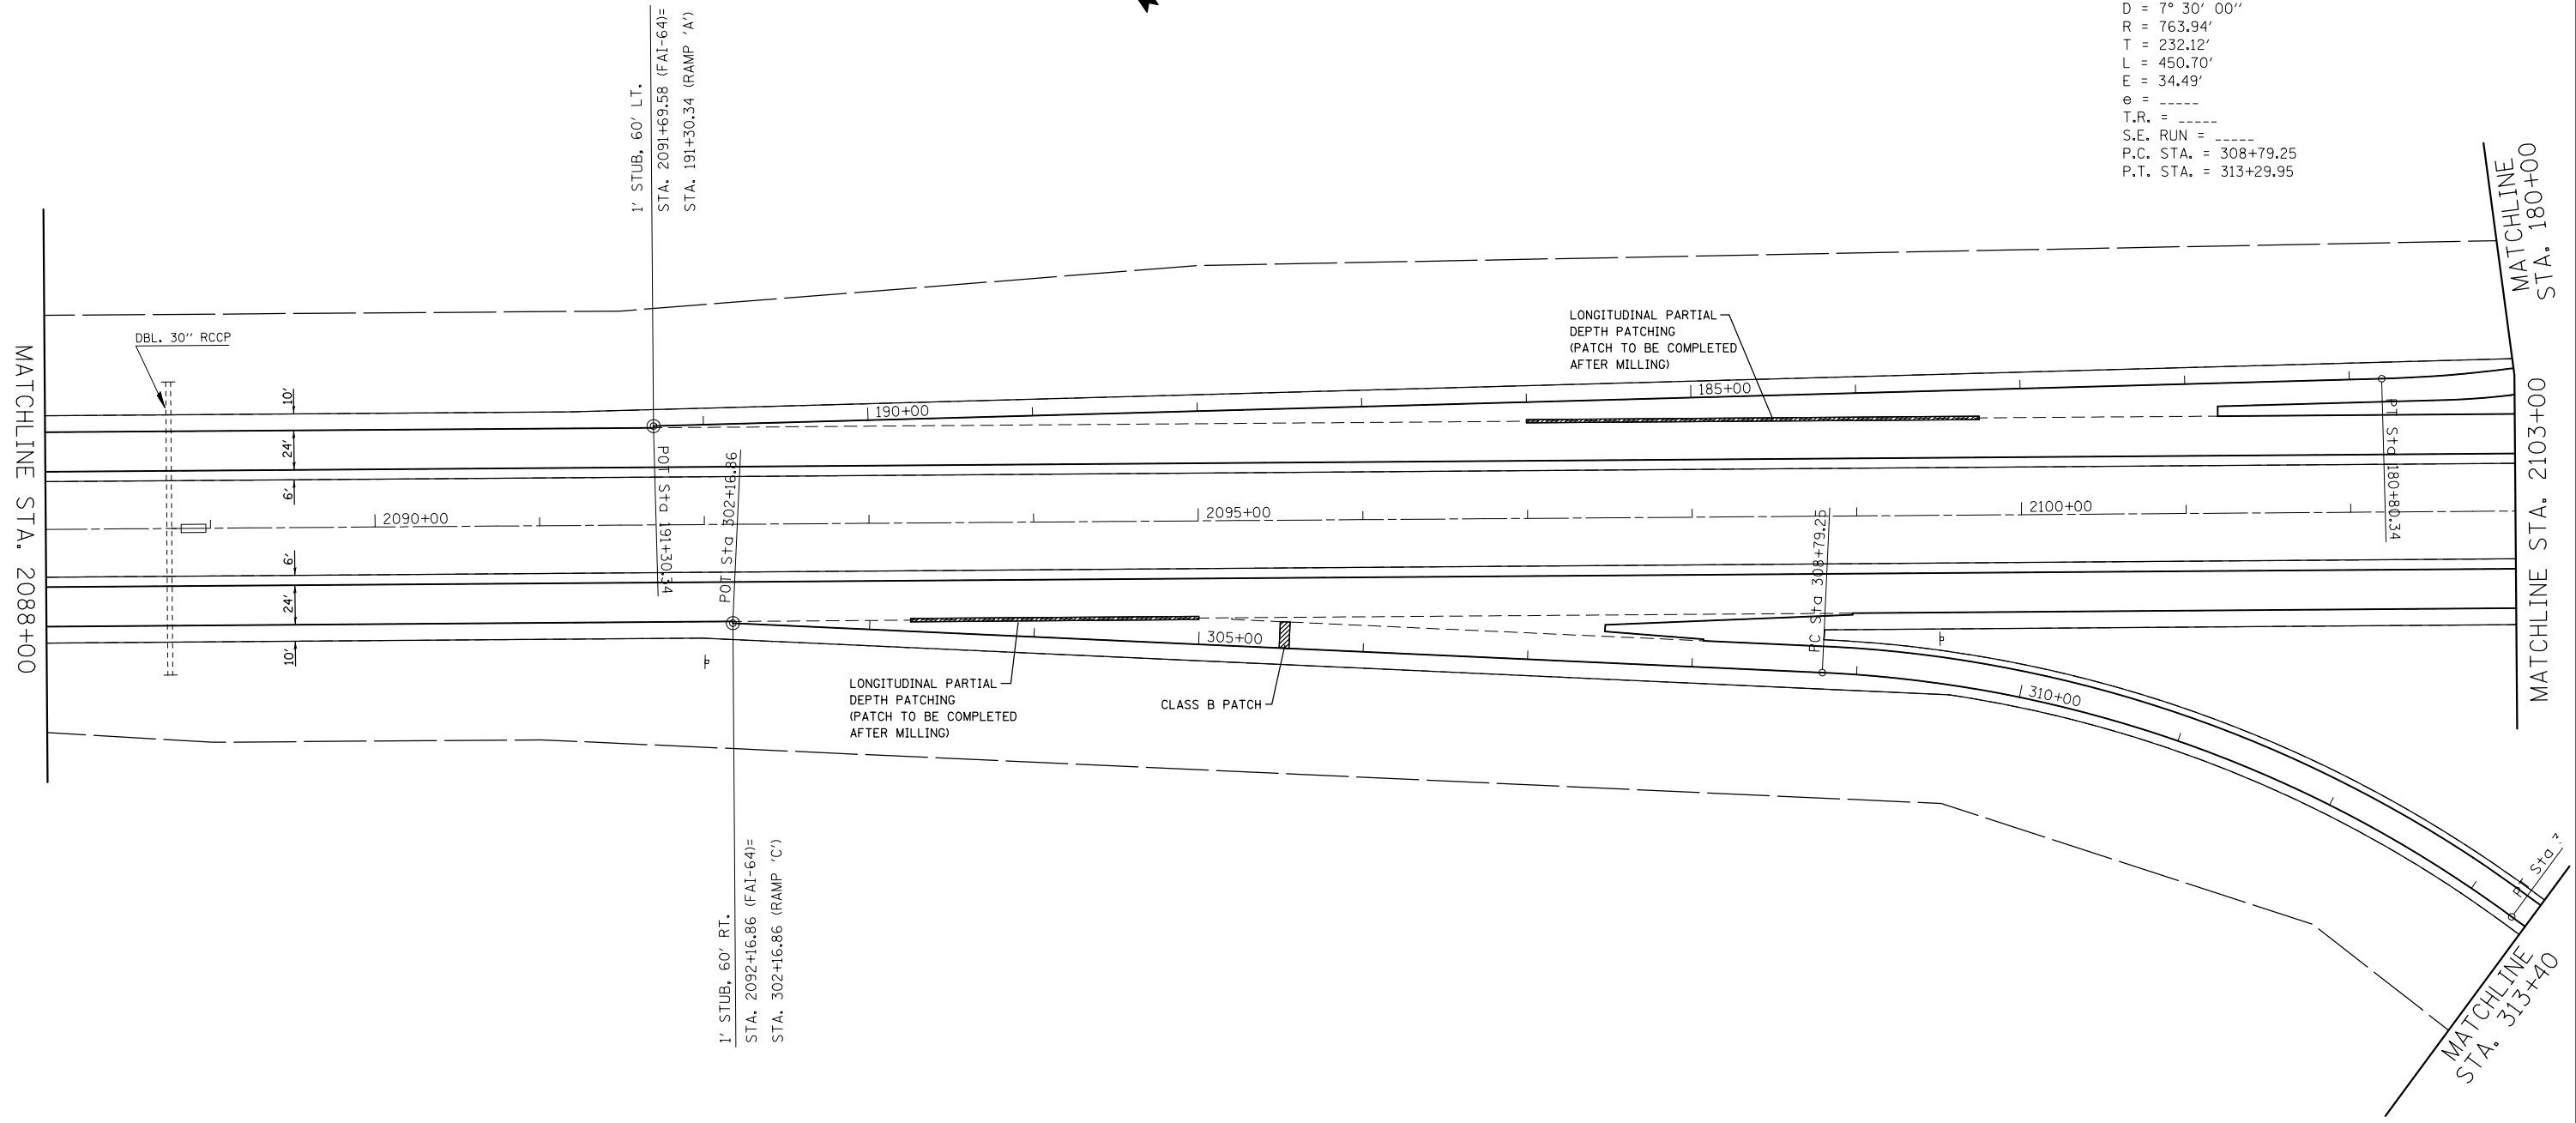 D = 7° 30' 00''
R = 763.94'
T = 232.12'
L = 450.70'
E = 34.49'
e = _____
T.R. = _____
S.E. RUN = _____
P.C. STA. = 308+79.25
P.T. STA. = 313+29.95
1' STUB, 60' LT.
STA. 2091+69.58 (FAI-64)=
STA. 191+30.34 (RAMP 'A')
MATCHLINE
STA. 180+00
DBL. 30'' RCCP
LONGITUDINAL PARTIAL
DEPTH PATCHING
(PATCH TO BE COMPLETED
AFTER MILLING)
MATCHLINE STA. 2088+00
10'
24'
6'
6'
24'
10'
190+00
185+00
POT Sta 191+30.34
POT Sta 302+16.86
PT Sta 180+80.34
2090+00
2095+00
2100+00
PC Sta 308+79.25
305+00
310+00
MATCHLINE STA. 2103+00
LONGITUDINAL PARTIAL
DEPTH PATCHING
(PATCH TO BE COMPLETED
AFTER MILLING)
CLASS B PATCH
1' STUB, 60' RT.
STA. 2092+16.86 (FAI-64)=
STA. 302+16.86 (RAMP 'C')
PT Sta
MATCHLINE
STA. 313+40